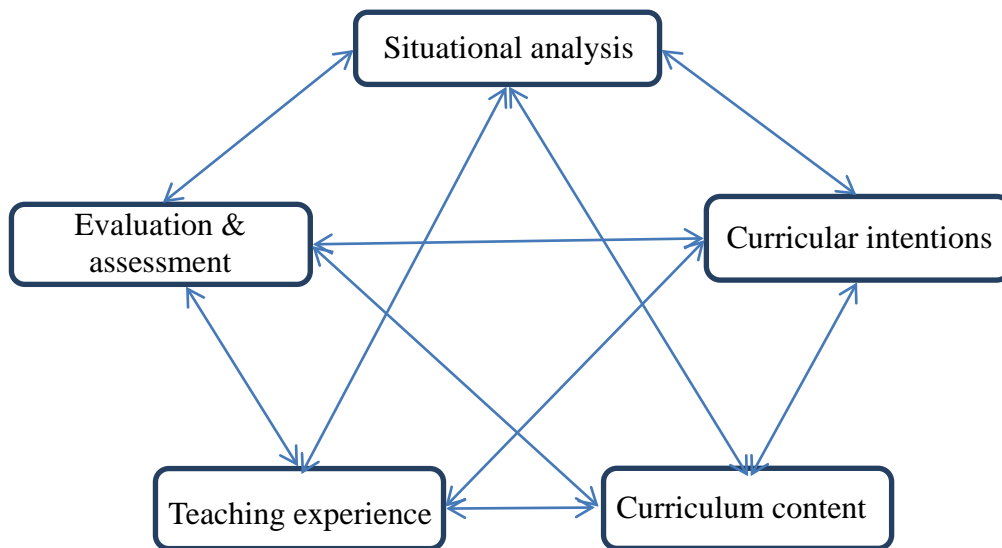 Situational analysis
Evaluation &
assessment
Curricular intentions
Teaching experience
Curriculum content